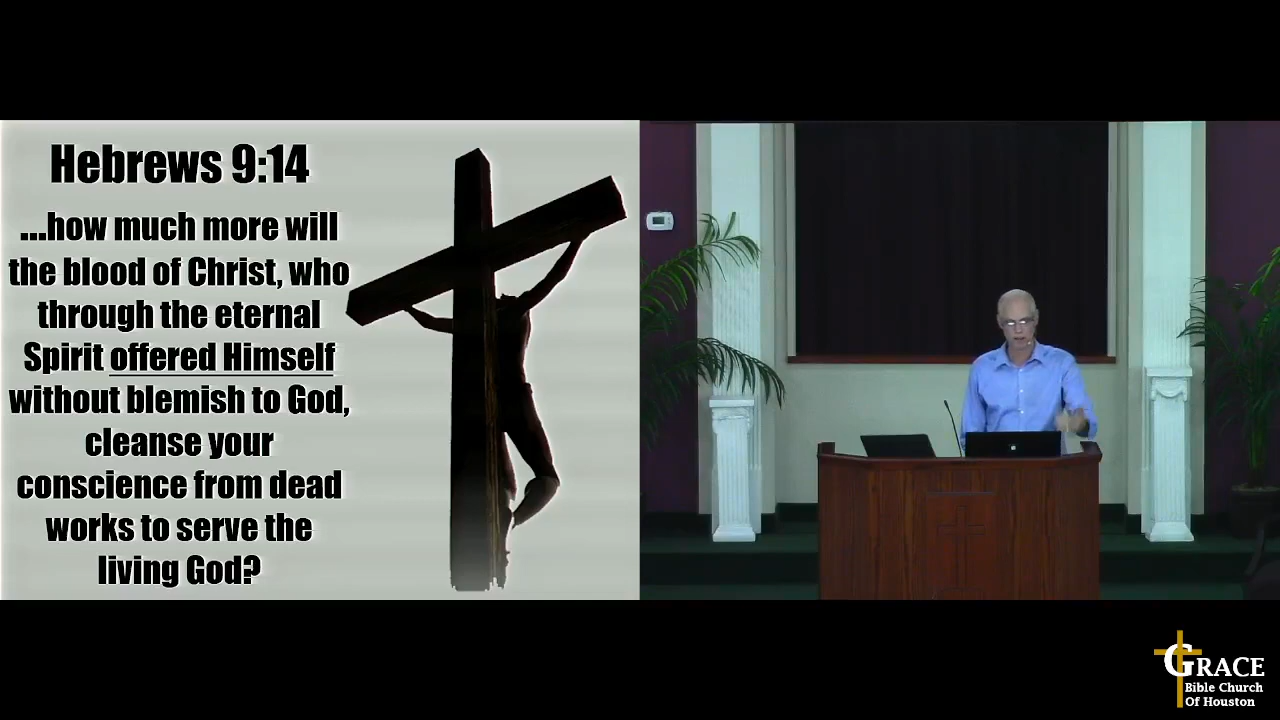 Hebrews 9:14
...how much more will
the blood of Christ, who
through the eternal
Spirit offered Himself
without blemish to God,
cleanse your
conscience from dead
works to serve the
living God?
GRACE
Bible Church
Of Houston